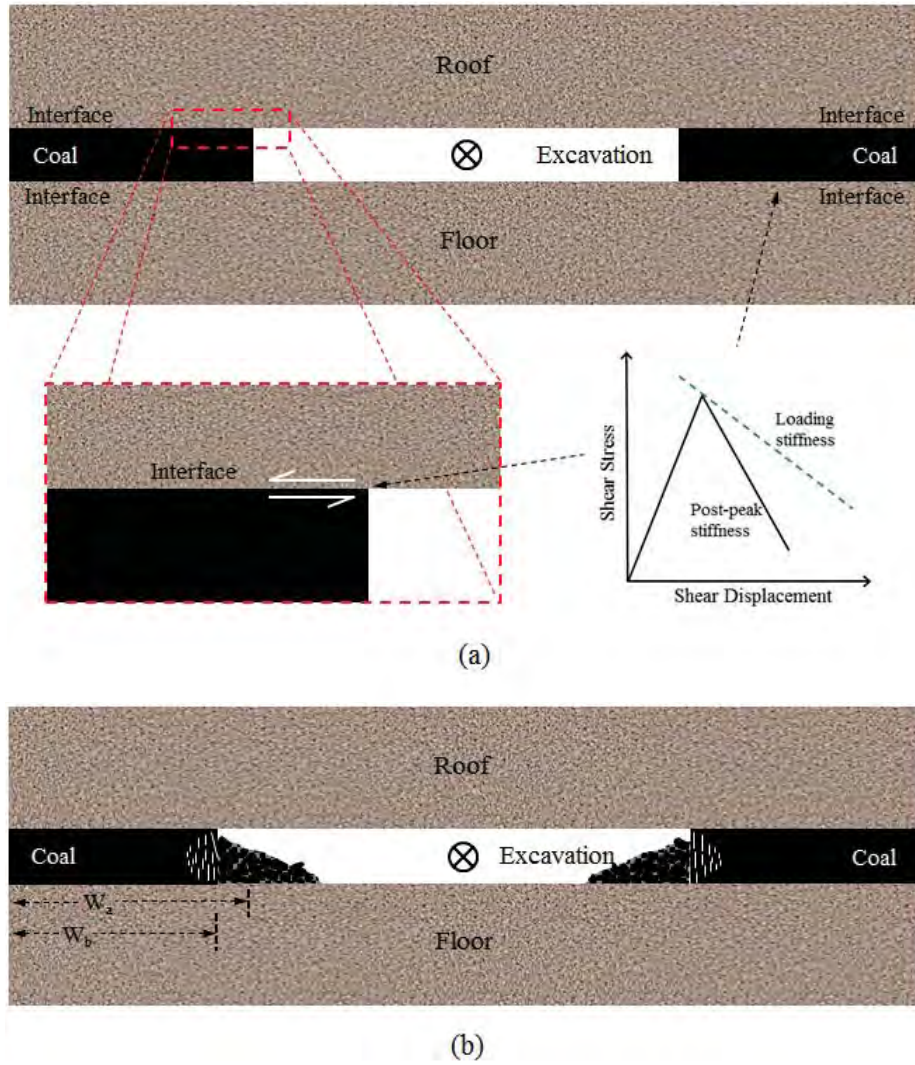 Roof
Interface
Interface
Coal
Excavation
Coal
Interface
Interface
Floor
Interface
Shear Stress
Loading
stiffness
Post-peak
stiffness
Shear Displacement
(a)
Roof
Coal
Excavation
Coal
Wa
Wb
Floor
(b)